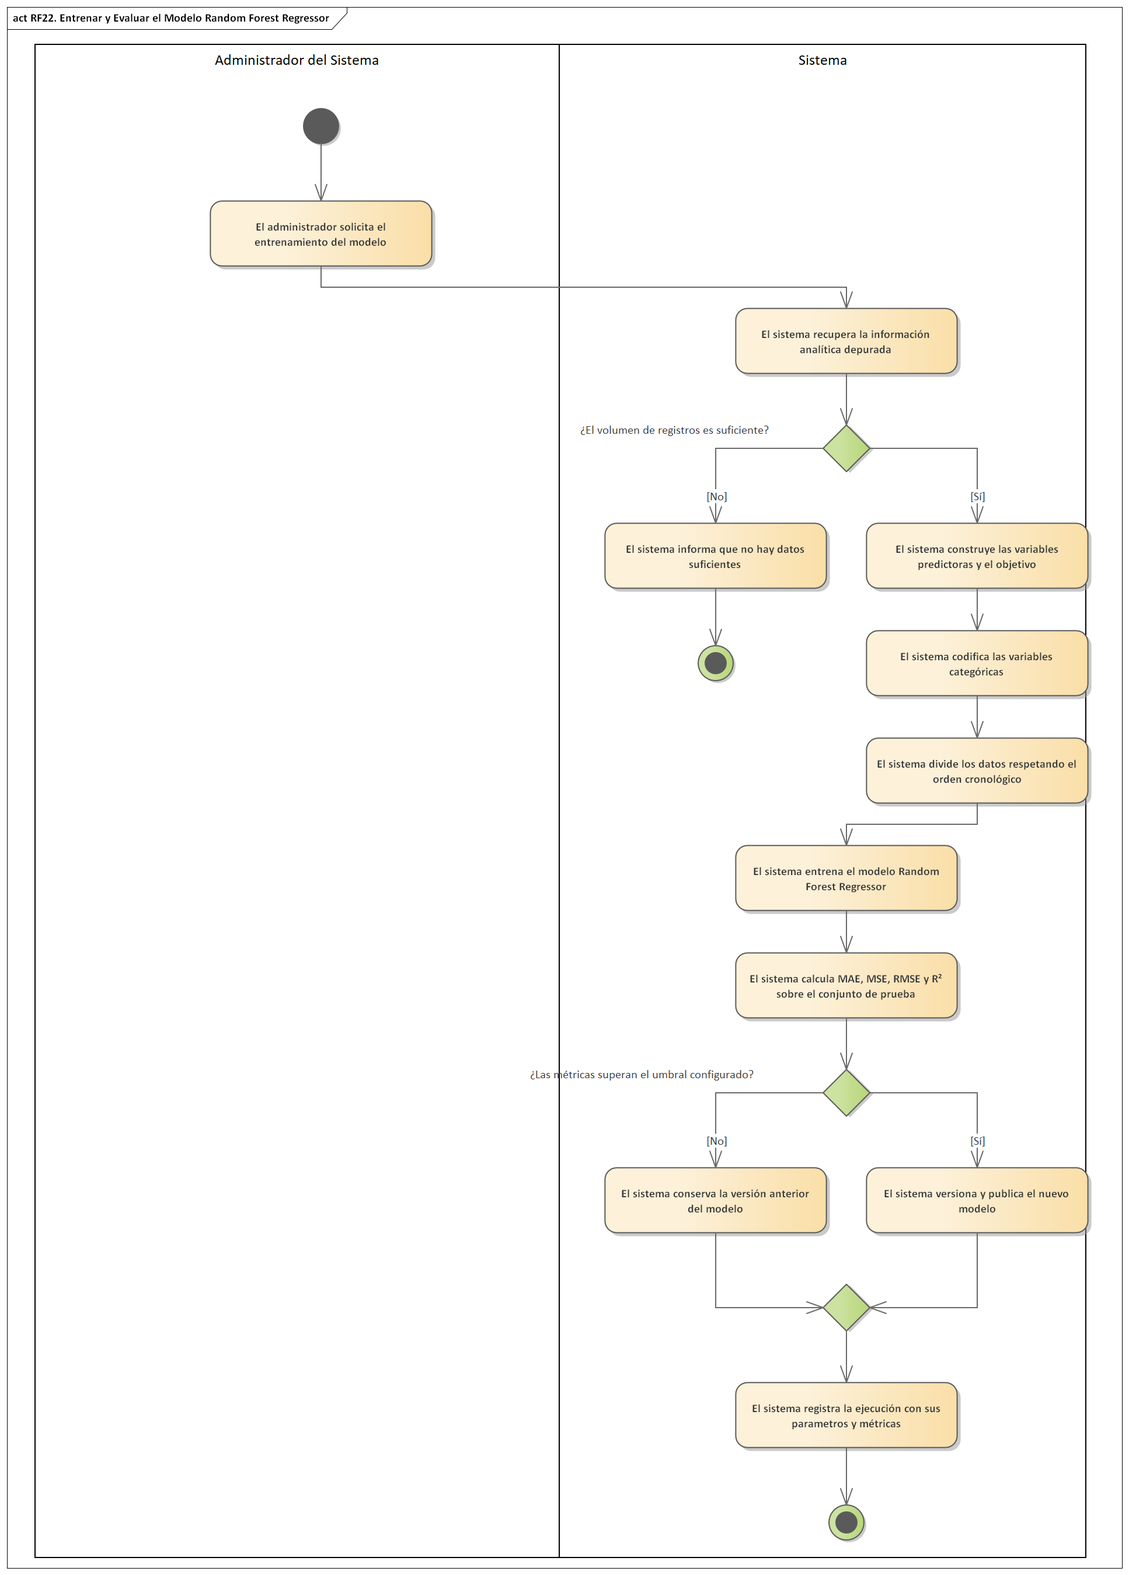 act RF22. Entrenar y Evaluar el Modelo Random Forest Regressor
Administrador del Sistema
Sistema
El administrador solicita el
entrenamiento del modelo
El sistema recupera la información
analítica depurada
¿El volumen de registros es suficiente?
[No]
[Sí]
El sistema informa que no hay datos
suficientes
El sistema construye las variables
predictoras y el objetivo
El sistema codifica las variables
categóricas
El sistema divide los datos respetando el
orden cronológico
El sistema entrena el modelo Random
Forest Regressor
El sistema calcula MAE, MSE, RMSE y R²
sobre el conjunto de prueba
¿Las métricas superan el umbral configurado?
[No]
[Sí]
El sistema conserva la versión anterior
del modelo
El sistema versiona y publica el nuevo
modelo
El sistema registra la ejecución con sus
parametros y métricas